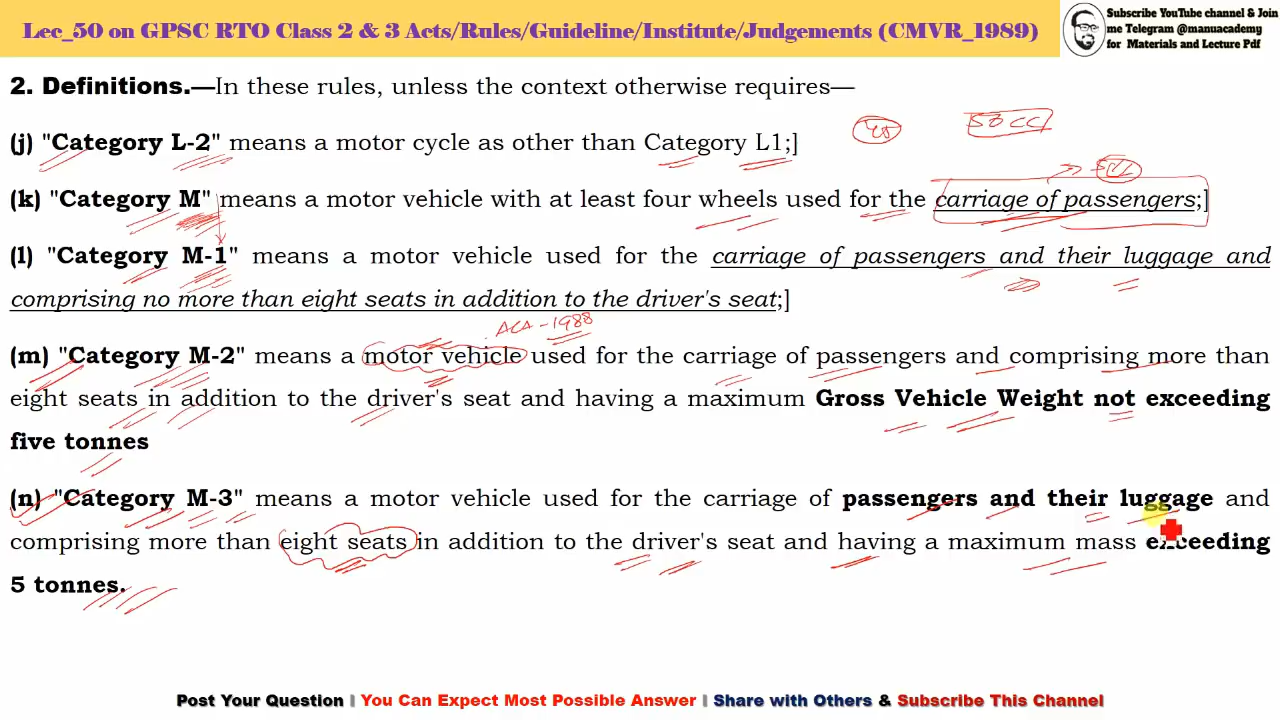 Lec_50 on GPSC RTO Class 2 & 3 Acts/Rules/Guideline/Institute/Judgements (CMVR_1989)
Subscribe YouTube channel & Join
me Telegram @manuacademy
for Materials and Lecture Pdf
2. Definitions.—In these rules, unless the context otherwise requires—
50 CC
(j) "Category L-2" means a motor cycle as other than Category L1;]
(k) "Category M" means a motor vehicle with at least four wheels used for the carriage of passengers;]
(l) "Category M-1" means a motor vehicle used for the carriage of passengers and their luggage and
comprising no more than eight seats in addition to the driver's seat;]
ACA - 1988
(m) "Category M-2" means a motor vehicle used for the carriage of passengers and comprising more than
eight seats in addition to the driver's seat and having a maximum Gross Vehicle Weight not exceeding
five tonnes
(n) "Category M-3" means a motor vehicle used for the carriage of passengers and their luggage and
comprising more than eight seats in addition to the driver's seat and having a maximum mass exceeding
5 tonnes.
Post Your Question | You Can Expect Most Possible Answer | Share with Others & Subscribe This Channel